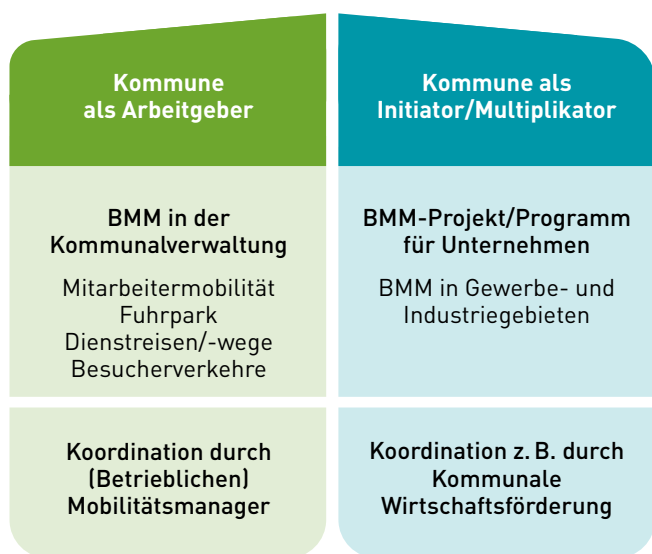 Kommune
als Arbeitgeber
Kommune als
Initiator/Multiplikator
BMM in der
Kommunalverwaltung
Mitarbeitermobilität
Fuhrpark
Dienstreisen/-wege
Besucherverkehre
BMM-Projekt/Programm
für Unternehmen
BMM in Gewerbe- und
Industriegebieten
Koordination durch
(Betrieblichen)
Mobilitätsmanager
Koordination z. B. durch
Kommunale
Wirtschaftsförderung